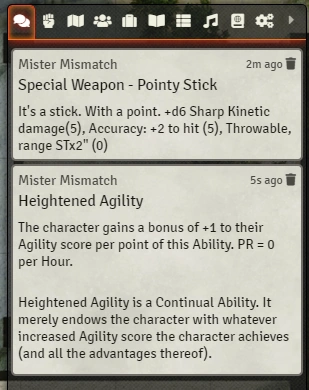 Mister Mismatch 2m ago
Special Weapon - Pointy Stick
It's a stick. With a point. +d6 Sharp Kinetic
damage(5), Accuracy: +2 to hit (5), Throwable,
range STx2" (0)
Mister Mismatch 5s ago
Heightened Agility
The character gains a bonus of +1 to their
Agility score per point of this Ability. PR = 0
per Hour.
Heightened Agility is a Continual Ability. It
merely endows the character with whatever
increased Agility score the character achieves
(and all the advantages thereof).